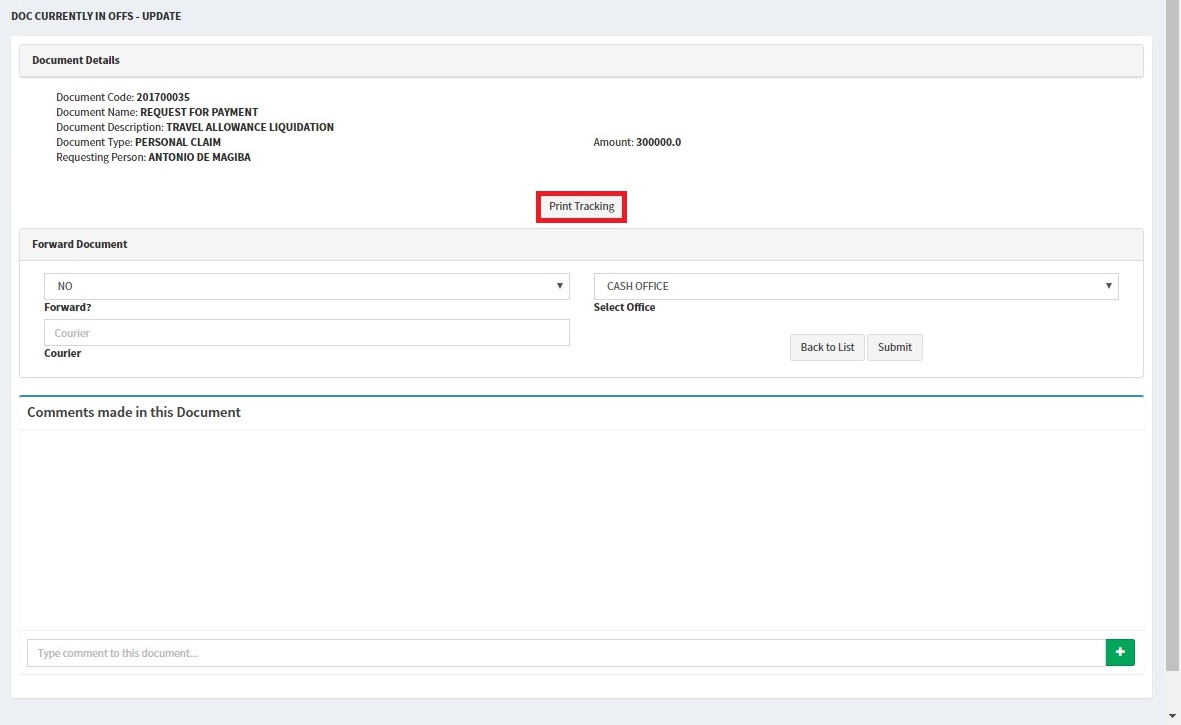 DOC CURRENTLY IN OFFS - UPDATE
Document Details
Document Code: 201700035
Document Name: REQUEST FOR PAYMENT
Document Description: TRAVEL ALLOWANCE LIQUIDATION
Document Type: PERSONAL CLAIM Amount: 300000.0
Requesting Person: ANTONIO DE MAGIBA
Print Tracking
Forward Document
NO CASH OFFICE
Forward? Select Office
Courier
Back to List Submit
Courier
Comments made in this Document
Type comment to this document...